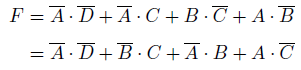 F = A̅ · D̅ + A̅ · C + B · C̅ + A · B̅
= A̅ · D̅ + B̅ · C + A̅ · B + A · C̅